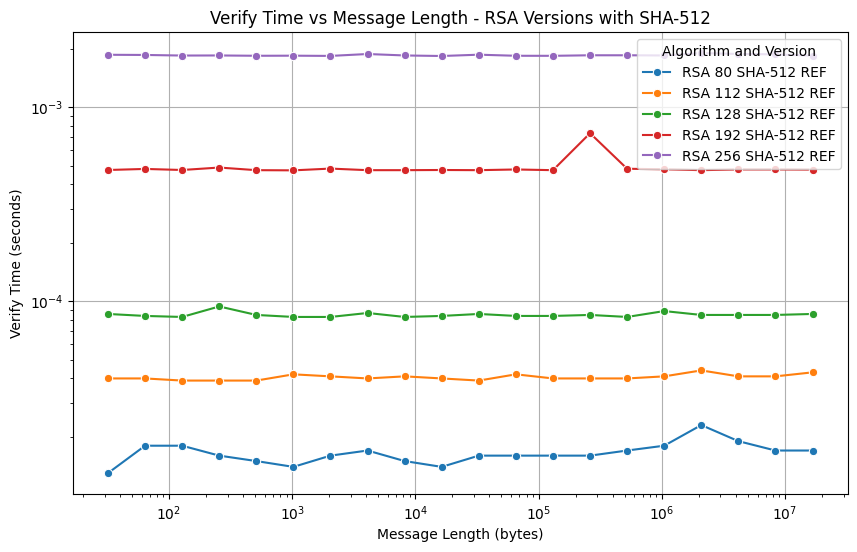 Verify Time vs Message Length - RSA Versions with SHA-512
Algorithm and Version
RSA 80 SHA-512 REF
RSA 112 SHA-512 REF
RSA 128 SHA-512 REF
RSA 192 SHA-512 REF
RSA 256 SHA-512 REF
Verify Time (seconds)
10⁻³
10⁻⁴
10²
10³
10⁴
10⁵
10⁶
10⁷
Message Length (bytes)